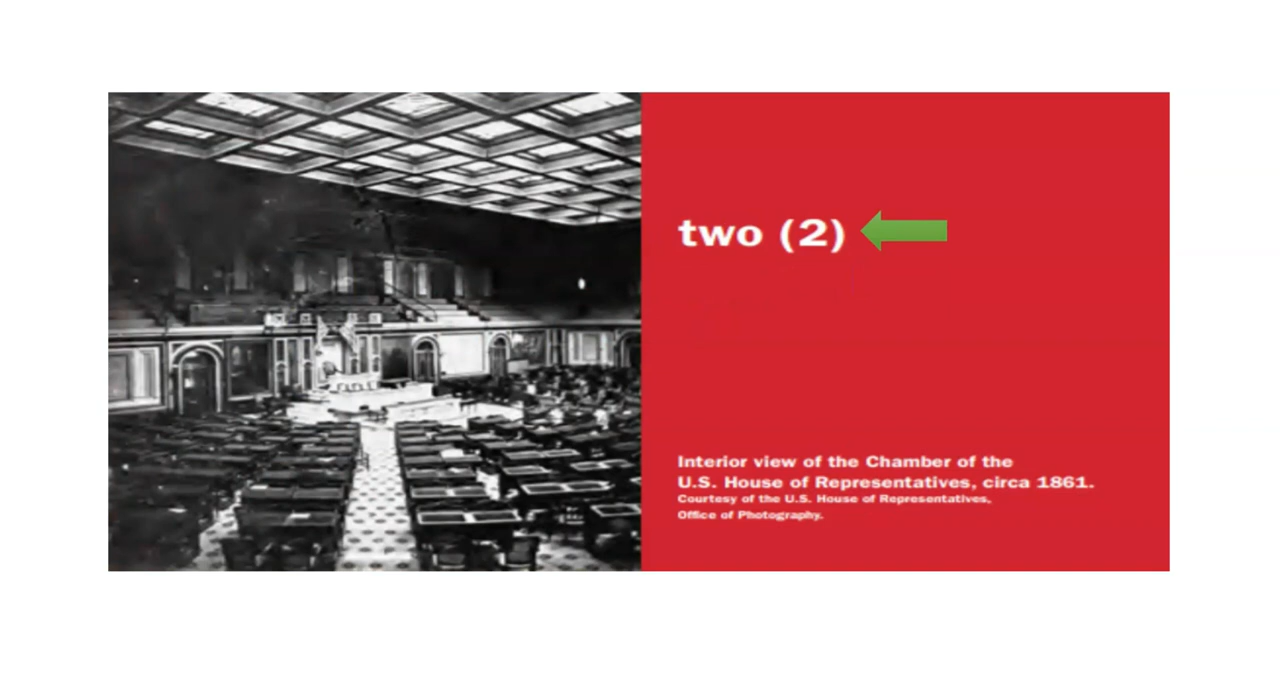 two (2)
Interior view of the Chamber of the
U.S. House of Representatives, circa 1861.
Courtesy of the U.S. House of Representatives,
Office of Photography.